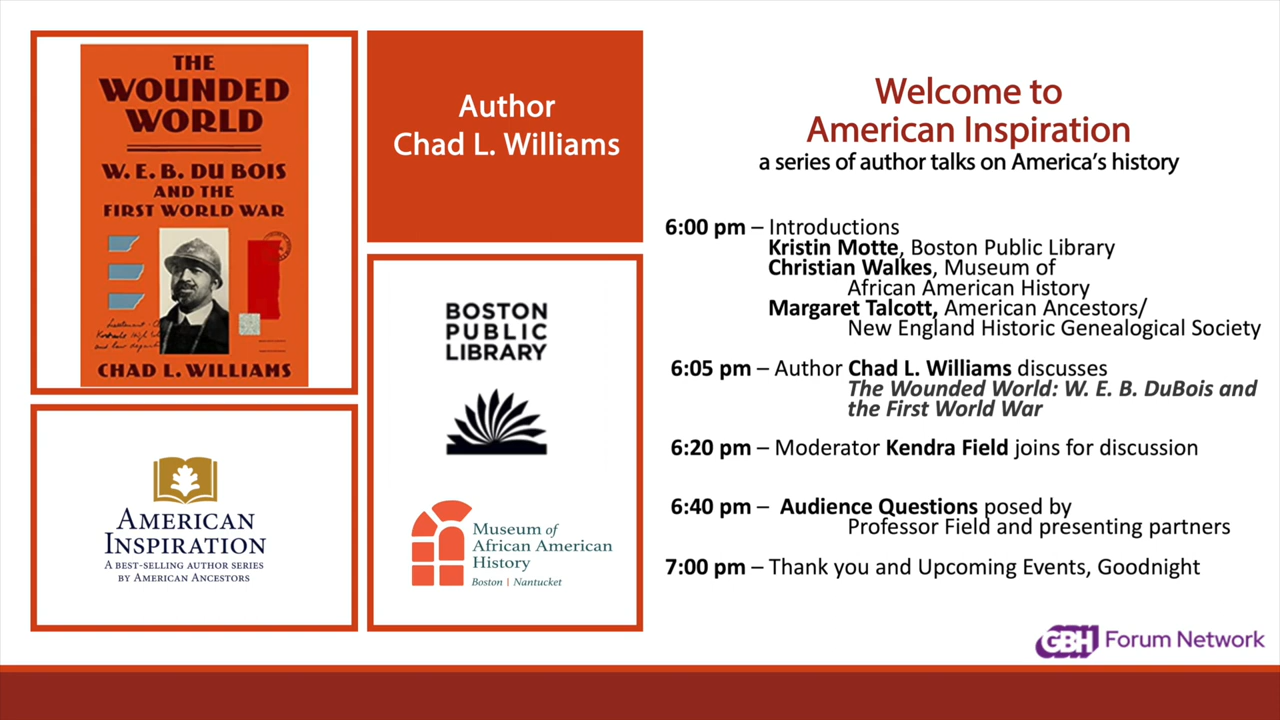 THE
WOUNDED
WORLD
W. E. B. DU BOIS
AND THE
FIRST WORLD WAR
CHAD L. WILLIAMS
Author
Chad L. Williams
BOSTON
PUBLIC
LIBRARY
Museum of
African American
History
Boston | Nantucket
AMERICAN
INSPIRATION
A BEST-SELLING AUTHOR SERIES
BY AMERICAN ANCESTORS
Welcome to
American Inspiration
a series of author talks on America's history
6:00 pm – Introductions
Kristin Motte, Boston Public Library
Christian Walkes, Museum of
African American History
Margaret Talcott, American Ancestors/
New England Historic Genealogical Society
6:05 pm – Author Chad L. Williams discusses
The Wounded World: W. E. B. DuBois and
the First World War
6:20 pm – Moderator Kendra Field joins for discussion
6:40 pm – Audience Questions posed by
Professor Field and presenting partners
7:00 pm – Thank you and Upcoming Events, Goodnight
GBH Forum Network